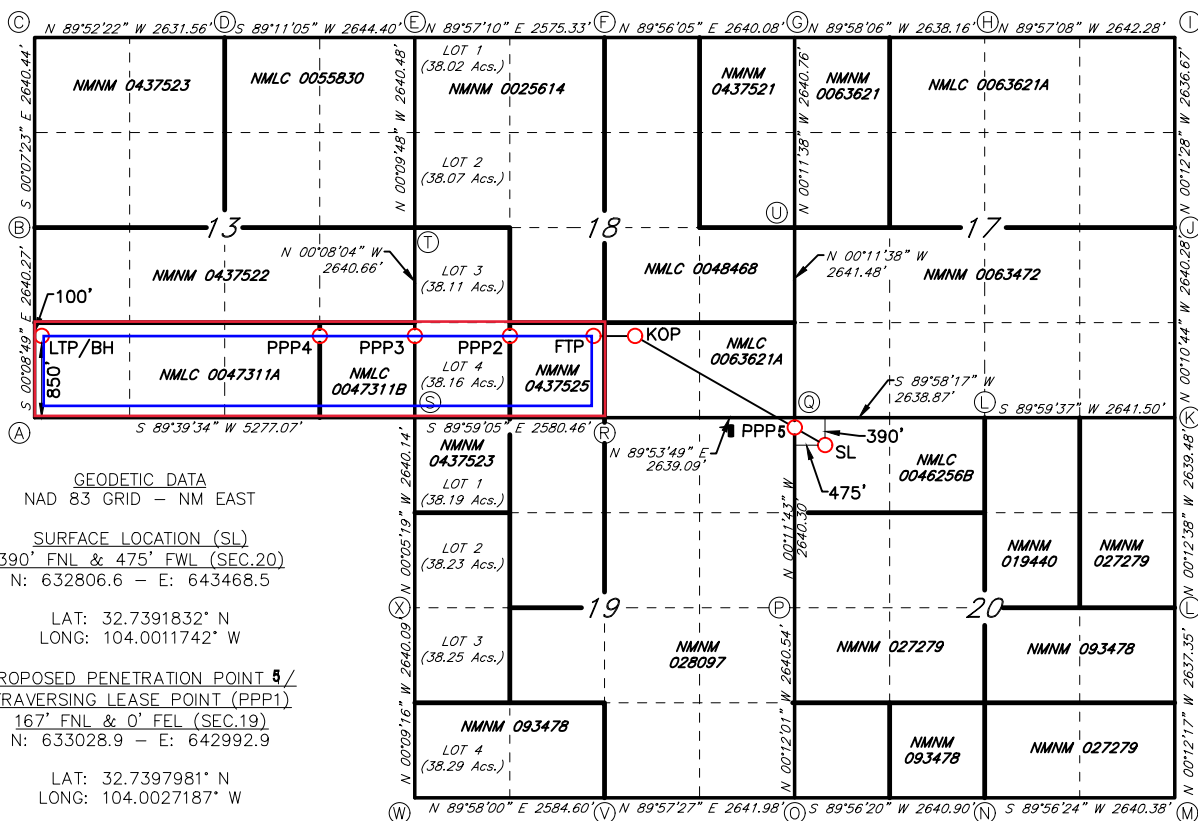 C
N 89°52'22" W 2631.56'
D
S 89°11'05" W 2644.40'
E
N 89°57'10" E 2575.33'
F
N 89°56'05" E 2640.08'
G
N 89°58'06" W 2638.16'
H
N 89°57'08" W 2642.28'
I
S 00°07'23" E 2640.44'
NMNM 0437523
NMLC 0055830
N 00°09'48" W 2640.48'
LOT 1
(38.02 Acs.)
NMNM 0025614
NMNM
0437521
N 00°11'38" W 2640.76'
NMNM
0063621
NMLC 0063621A
N 00°12'28" W 2636.67'
LOT 2
(38.07 Acs.)
B
13
T
18
U
17
J
S 00°08'49" E 2640.27'
NMNM 0437522
N 00°08'04" W
2640.66'
LOT 3
(38.11 Acs.)
NMLC 0048468
N 00°11'38" W
2641.48'
NMNM 0063472
N 00°10'44" W 2640.28'
100'
LTP/BH
PPP4
PPP3
PPP2
FTP
KOP
850'
NMLC 0047311A
NMLC
0047311B
LOT 4
(38.16 Acs.)
NMNM
0437525
NMLC
0063621A
S 89°58'17" W
2638.87'
A
S 89°39'34" W 5277.07'
S
S 89°59'05" E 2580.46'
R
N 89°53'49" E
2639.09'
Q
L
S 89°59'37" W 2641.50'
K
PPP5
390'
SL
475'
N 00°05'19" W 2640.14'
NMNM
0437523
LOT 1
(38.19 Acs.)
N 00°11'43" W
2640.30'
NMLC
0046256B
NMNM
019440
NMNM
027279
N 00°12'38" W 2639.48'
LOT 2
(38.23 Acs.)
X
19
P
20
L
N 00°09'16" W 2640.09'
LOT 3
(38.25 Acs.)
NMNM
028097
N 00°12'01" W 2640.54'
NMNM 027279
NMNM 093478
N 00°12'17" W 2637.35'
NMNM 093478
LOT 4
(38.29 Acs.)
NMNM
093478
NMNM 027279
W
N 89°58'00" E 2584.60'
V
N 89°57'27" E 2641.98'
O
S 89°56'20" W 2640.90'
N
S 89°56'24" W 2640.38'
M
GEODETIC DATA
NAD 83 GRID – NM EAST
SURFACE LOCATION (SL)
390' FNL & 475' FWL (SEC.20)
N: 632806.6 – E: 643468.5
LAT: 32.7391832° N
LONG: 104.0011742° W
ROPOSED PENETRATION POINT 5/
TRAVERSING LEASE POINT (PPP1)
167' FNL & 0' FEL (SEC.19)
N: 633028.9 – E: 642992.9
LAT: 32.7397981° N
LONG: 104.0027187° W